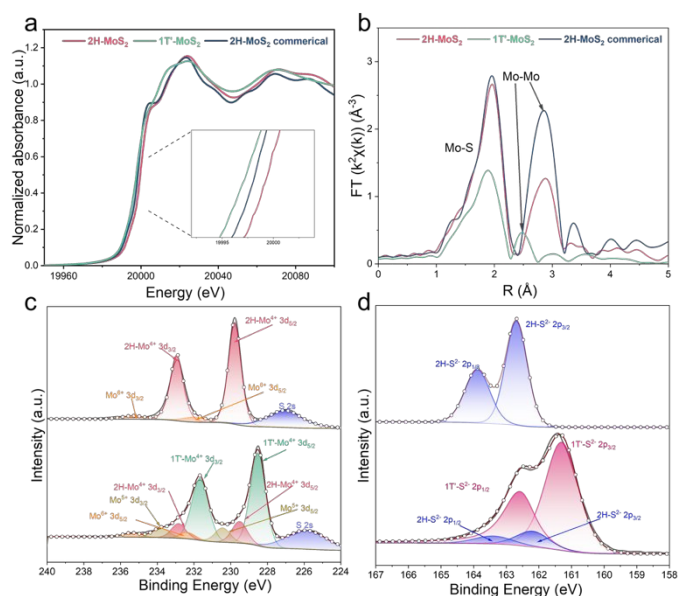 a
2H-MoS₂ 1T'-MoS₂ 2H-MoS₂ commerical
Normalized absorbance (a.u.)
1.2
1.0
0.8
0.6
0.4
0.2
0.0
19995 20000
19960 20000 20040 20080
Energy (eV)
b
2H-MoS₂ 1T'-MoS₂ 2H-MoS₂ commerical
FT (k²χ(k)) (Å⁻³)
Mo-Mo
Mo-S
3
2
1
0
0 1 2 3 4 5
R (Å)
c
Intensity (a.u.)
2H-Mo⁴⁺ 3d₅/₂
2H-Mo⁴⁺ 3d₃/₂
Mo⁶⁺ 3d₃/₂
Mo⁶⁺ 3d₅/₂
S 2s
1T'-Mo⁴⁺ 3d₃/₂
1T'-Mo⁴⁺ 3d₅/₂
2H-Mo⁴⁺ 3d₃/₂
2H-Mo⁴⁺ 3d₅/₂
Mo⁵⁺ 3d₃/₂
Mo⁵⁺ 3d₅/₂
Mo⁶⁺ 3d₃/₂
S 2s
240 238 236 234 232 230 228 226 224
Binding Energy (eV)
d
Intensity (a.u.)
2H-S²⁻ 2p₃/₂
2H-S²⁻ 2p₁/₂
1T'-S²⁻ 2p₃/₂
1T'-S²⁻ 2p₁/₂
2H-S²⁻ 2p₁/₂
2H-S²⁻ 2p₃/₂
167 166 165 164 163 162 161 160 159 158
Binding Energy (eV)